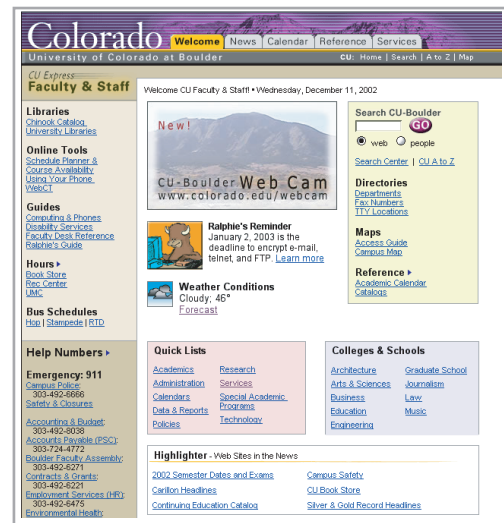 Colorado
Welcome News Calendar Reference Services
University of Colorado at Boulder
CU: Home | Search | A to Z | Map
CU Express
Faculty & Staff
Welcome CU Faculty & Staff! • Wednesday, December 11, 2002
Libraries
Chinook Catalog
University Libraries
Online Tools
Schedule Planner &
Course Availability
Using Your Phone
WebCT
Guides
Computing & Phones
Disability Services
Faculty Desk Reference
Ralphie's Guide
Hours
Book Store
Rec Center
UMC
Bus Schedules
Hop | Stampede | RTD
Help Numbers
Emergency: 911
Campus Police:
303-492-6666
Safety & Closures
Accounting & Budget:
303-492-8038
Accounts Payable (PSC):
303-724-4772
Boulder Faculty Assembly:
303-492-6271
Contracts & Grants:
303-492-6221
Employment Services (HR):
303-492-6475
Environmental Health:
New!
CU-Boulder Web Cam
www.colorado.edu/webcam
Ralphie's Reminder
January 2, 2003 is the
deadline to encrypt e-mail,
telnet, and FTP. Learn more
Weather Conditions
Cloudy; 46°
Forecast
Search CU-Boulder
GO
web people
Search Center | CU A to Z
Directories
Departments
Fax Numbers
TTY Locations
Maps
Access Guide
Campus Map
Reference
Academic Calendar
Catalogs
Quick Lists
Academics
Administration
Calendars
Data & Reports
Policies
Research
Services
Special Academic
Programs
Technology
Colleges & Schools
Architecture
Arts & Sciences
Business
Education
Engineering
Graduate School
Journalism
Law
Music
Highlighter - Web Sites in the News
2002 Semester Dates and Exams
Carillon Headlines
Continuing Education Catalog
Campus Safety
CU Book Store
Silver & Gold Record Headlines